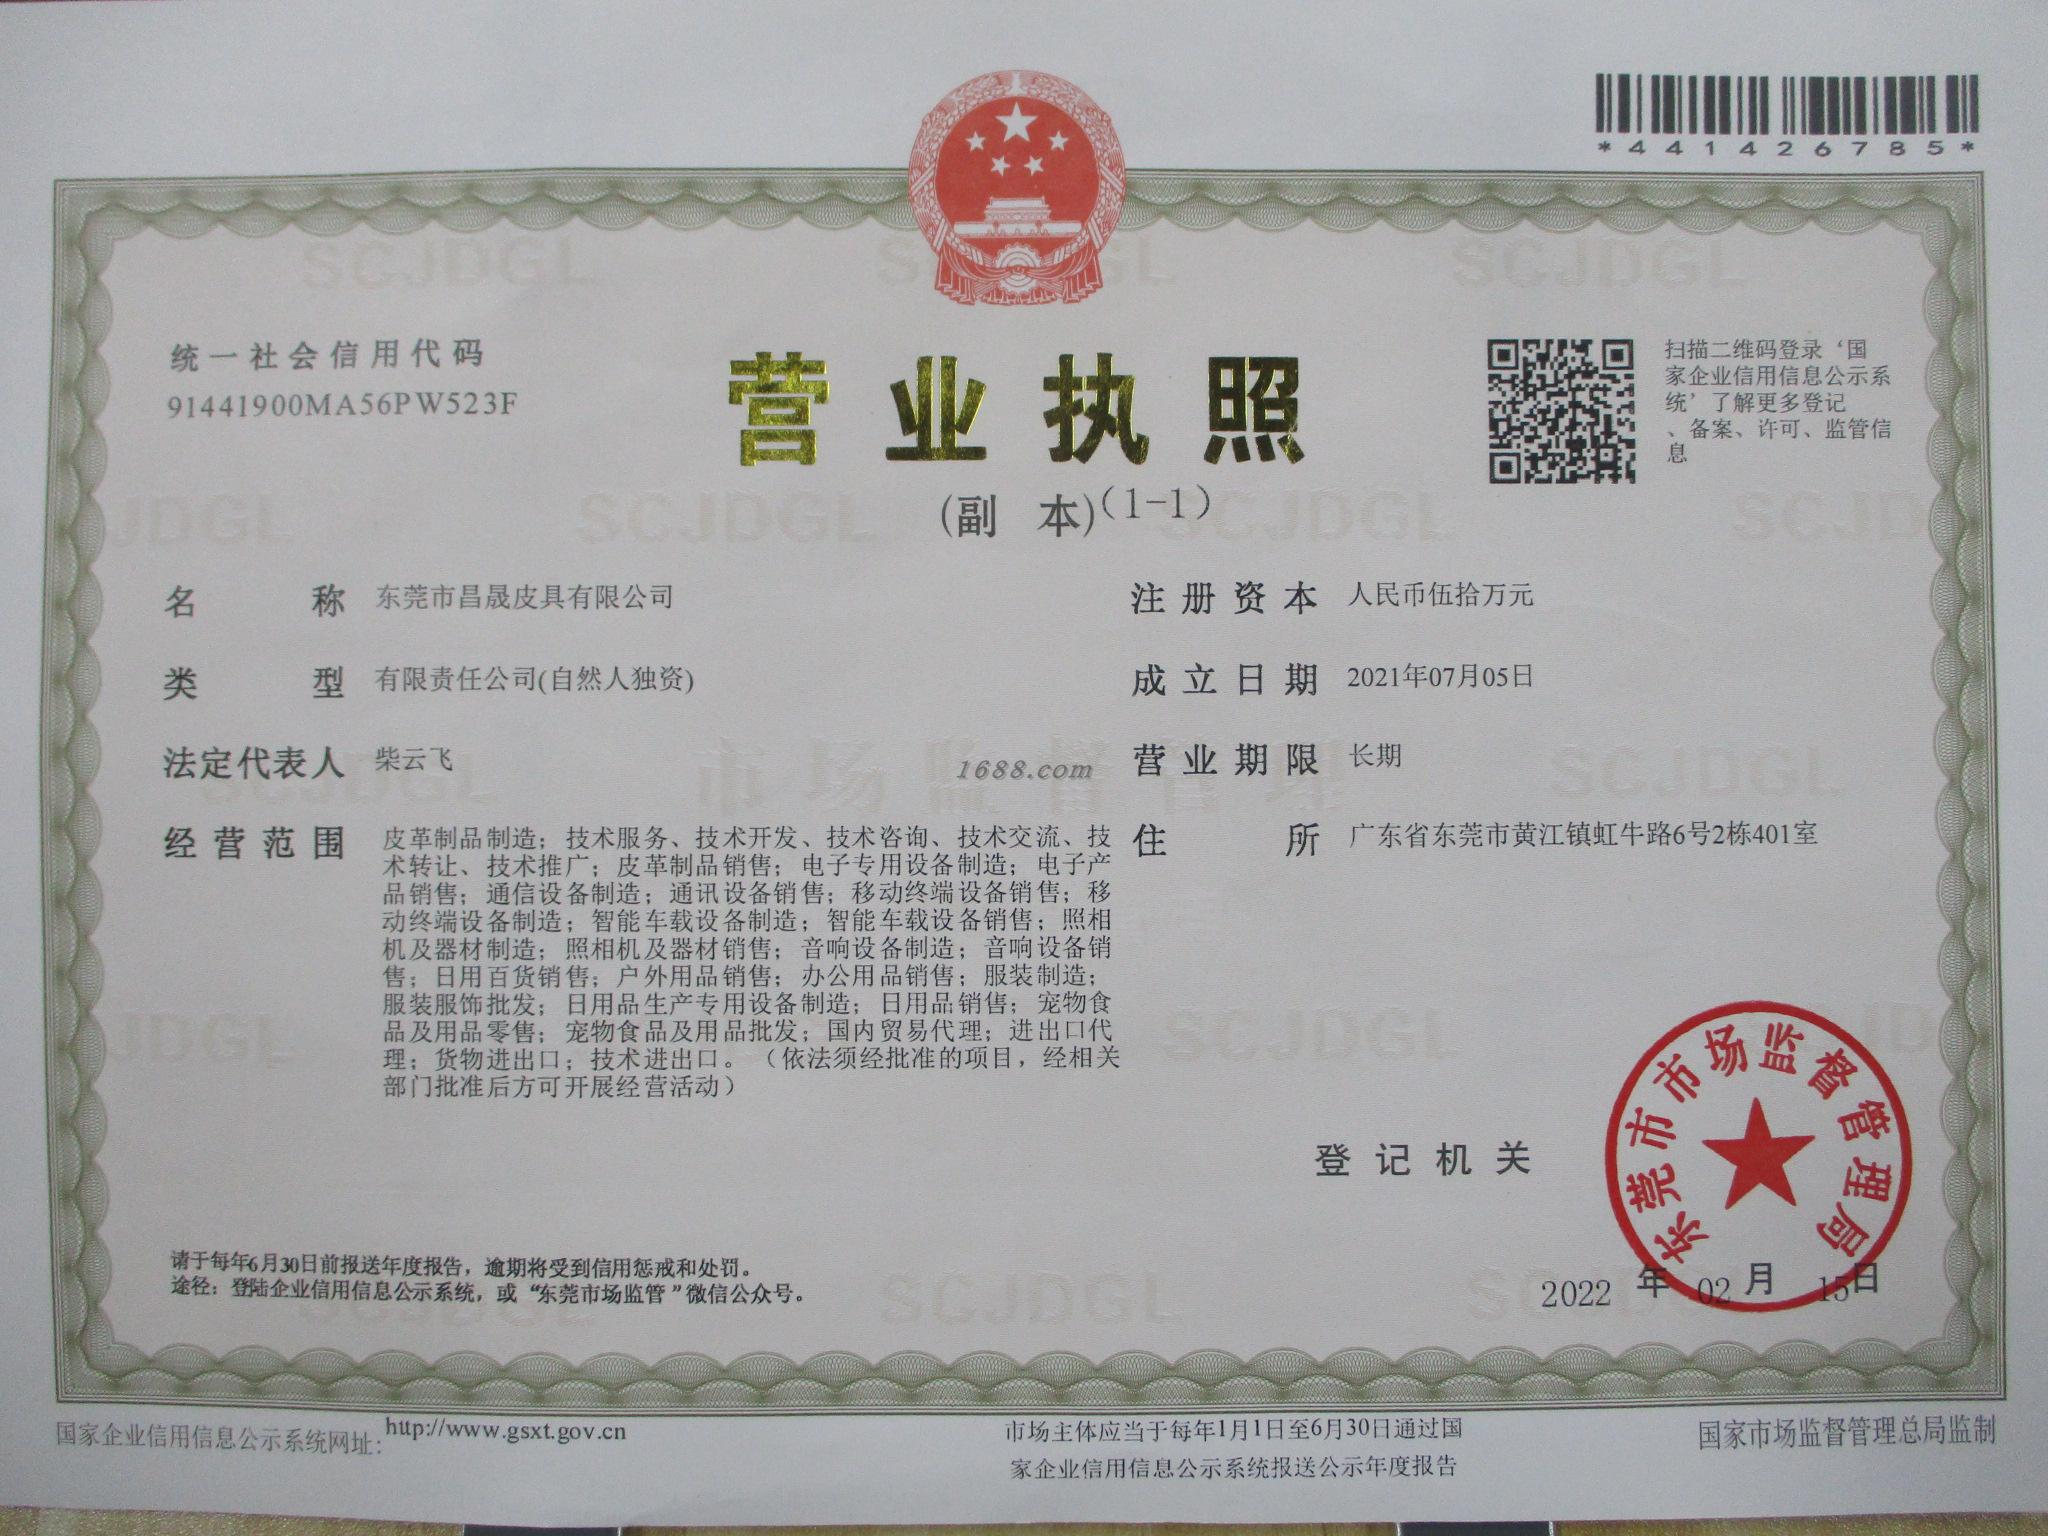 *441426785*
SCJDGL
统一社会信用代码
91441900MA56PW523F
营业执照
(副 本)(1-1)
扫描二维码登录‘国
家企业信用信息公示系
统’了解更多登记
、备案、许可、监管信
息
名 称 东莞市昌晟皮具有限公司
类 型 有限责任公司(自然人独资)
法定代表人 柴云飞
经营范围 皮革制品制造；技术服务、技术开发、技术咨询、技术交流、技
术转让、技术推广；皮革制品销售；电子专用设备制造；电子产
品销售；通信设备制造；通讯设备销售；移动终端设备销售；移
动终端设备制造；智能车载设备制造；智能车载设备销售；照相
机及器材制造；照相机及器材销售；音响设备制造；音响设备销
售；日用百货销售；户外用品销售；办公用品销售；服装制造；
服装服饰批发；日用品生产专用设备制造；日用品销售；宠物食
品及用品零售；宠物食品及用品批发；国内贸易代理；进出口代
理；货物进出口；技术进出口。（依法须经批准的项目，经相关
部门批准后方可开展经营活动）
注册资本 人民币伍拾万元
成立日期 2021年07月05日
营业期限 长期
住 所 广东省东莞市黄江镇虹牛路6号2栋401室
1688.com
市场监督管理
登记机关
东莞市市场监督管理局
2022 年 02 月 15日
请于每年6月30日前报送年度报告，逾期将受到信用惩戒和处罚。
途径：登陆企业信用信息公示系统，或“东莞市场监管”微信公众号。
国家企业信用信息公示系统网址：http://www.gsxt.gov.cn
市场主体应当于每年1月1日至6月30日通过国
家企业信用信息公示系统报送公示年度报告
国家市场监督管理总局监制